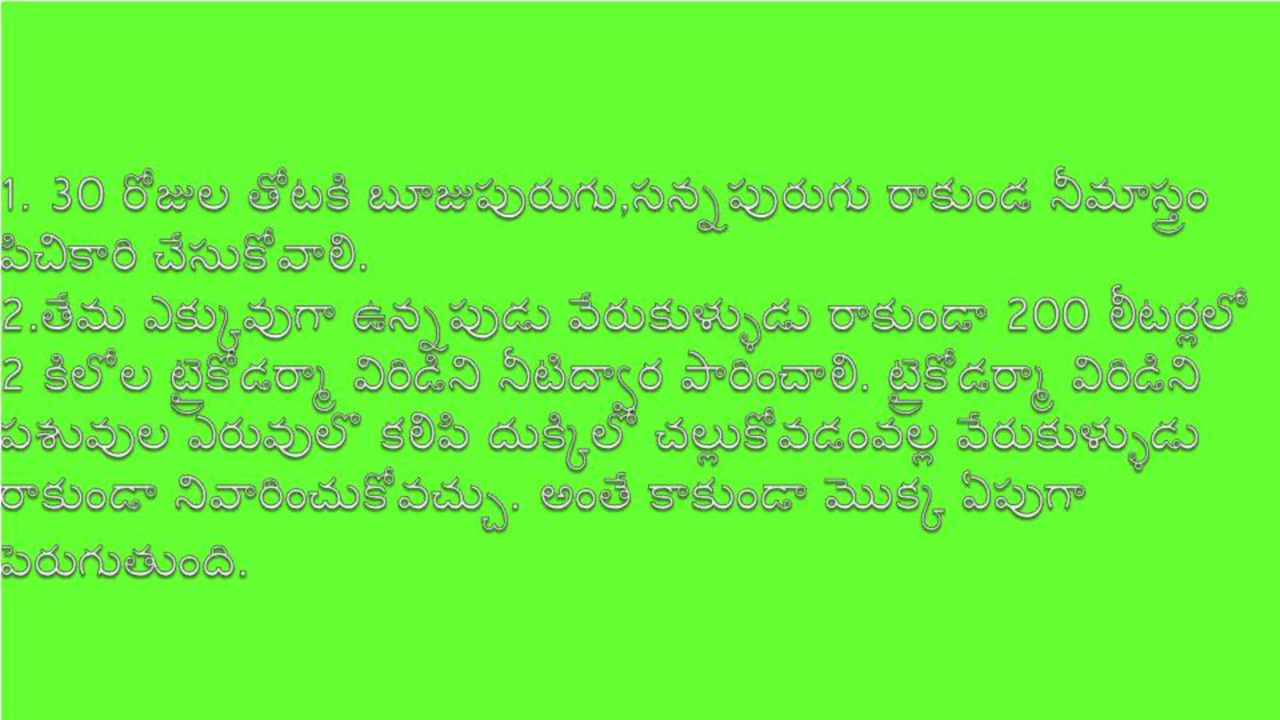 1. 30 రోజుల తోటకి బూజుపురుగు,సన్నపురుగు రాకుండ నీమాస్త్రం
పిచికారి చేసుకోవాలి.
2.తేమ ఎక్కువుగా ఉన్నపుడు వేరుకుళ్ళుడు రాకుండా 200 లీటర్లలో
2 కిలోల ట్రైకోడర్మా విరిడిని నీటిద్వార పారించాలి. ట్రైకోడర్మా విరిడిని
పశువుల ఎరువులో కలిపి దుక్కిలో చల్లుకోవడంవల్ల వేరుకుళ్ళుడు
రాకుండా నివారించుకోవచ్చు. అంతే కాకుండా మొక్క ఏపుగా
పెరుగుతుంది.